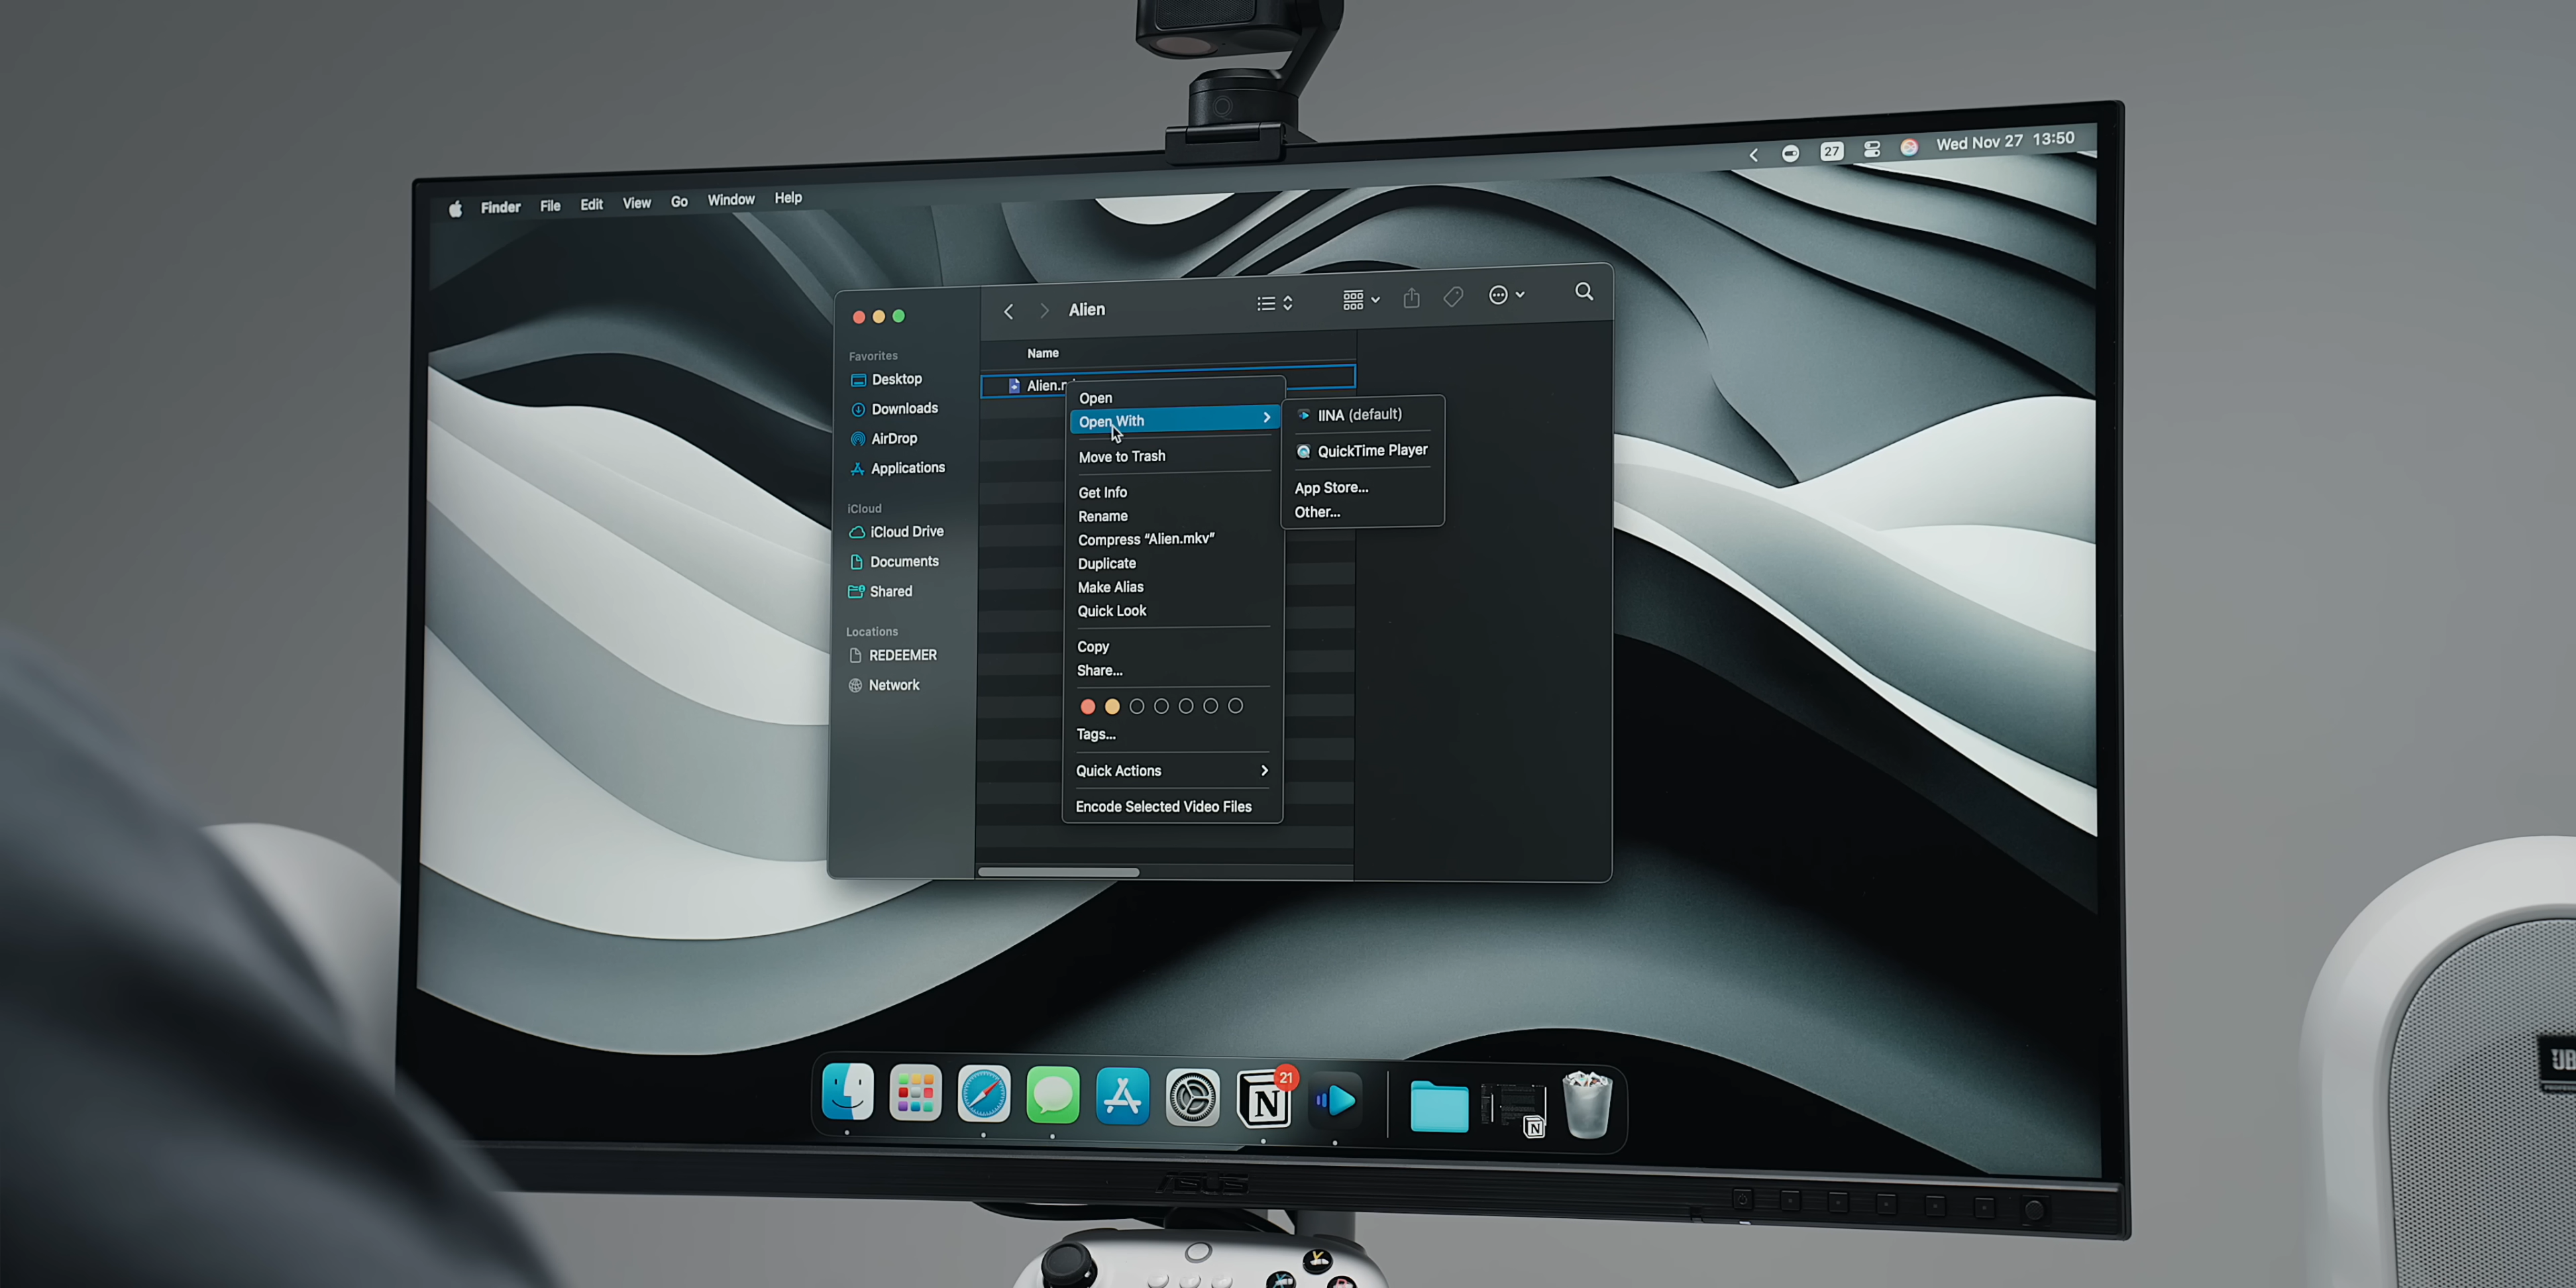 Finder File Edit View Go Window Help
27 Wed Nov 27 13:50
Alien
Favorites
Desktop
Downloads
AirDrop
Applications
iCloud
iCloud Drive
Documents
Shared
Locations
REDEEMER
Network
Name
Alien.
Open
Open With
Move to Trash
Get Info
Rename
Compress “Alien.mkv”
Duplicate
Make Alias
Quick Look
Copy
Share...
Tags...
Quick Actions
Encode Selected Video Files
IINA (default)
QuickTime Player
App Store...
Other...
21
N
N
ASUS
JB
Y
X